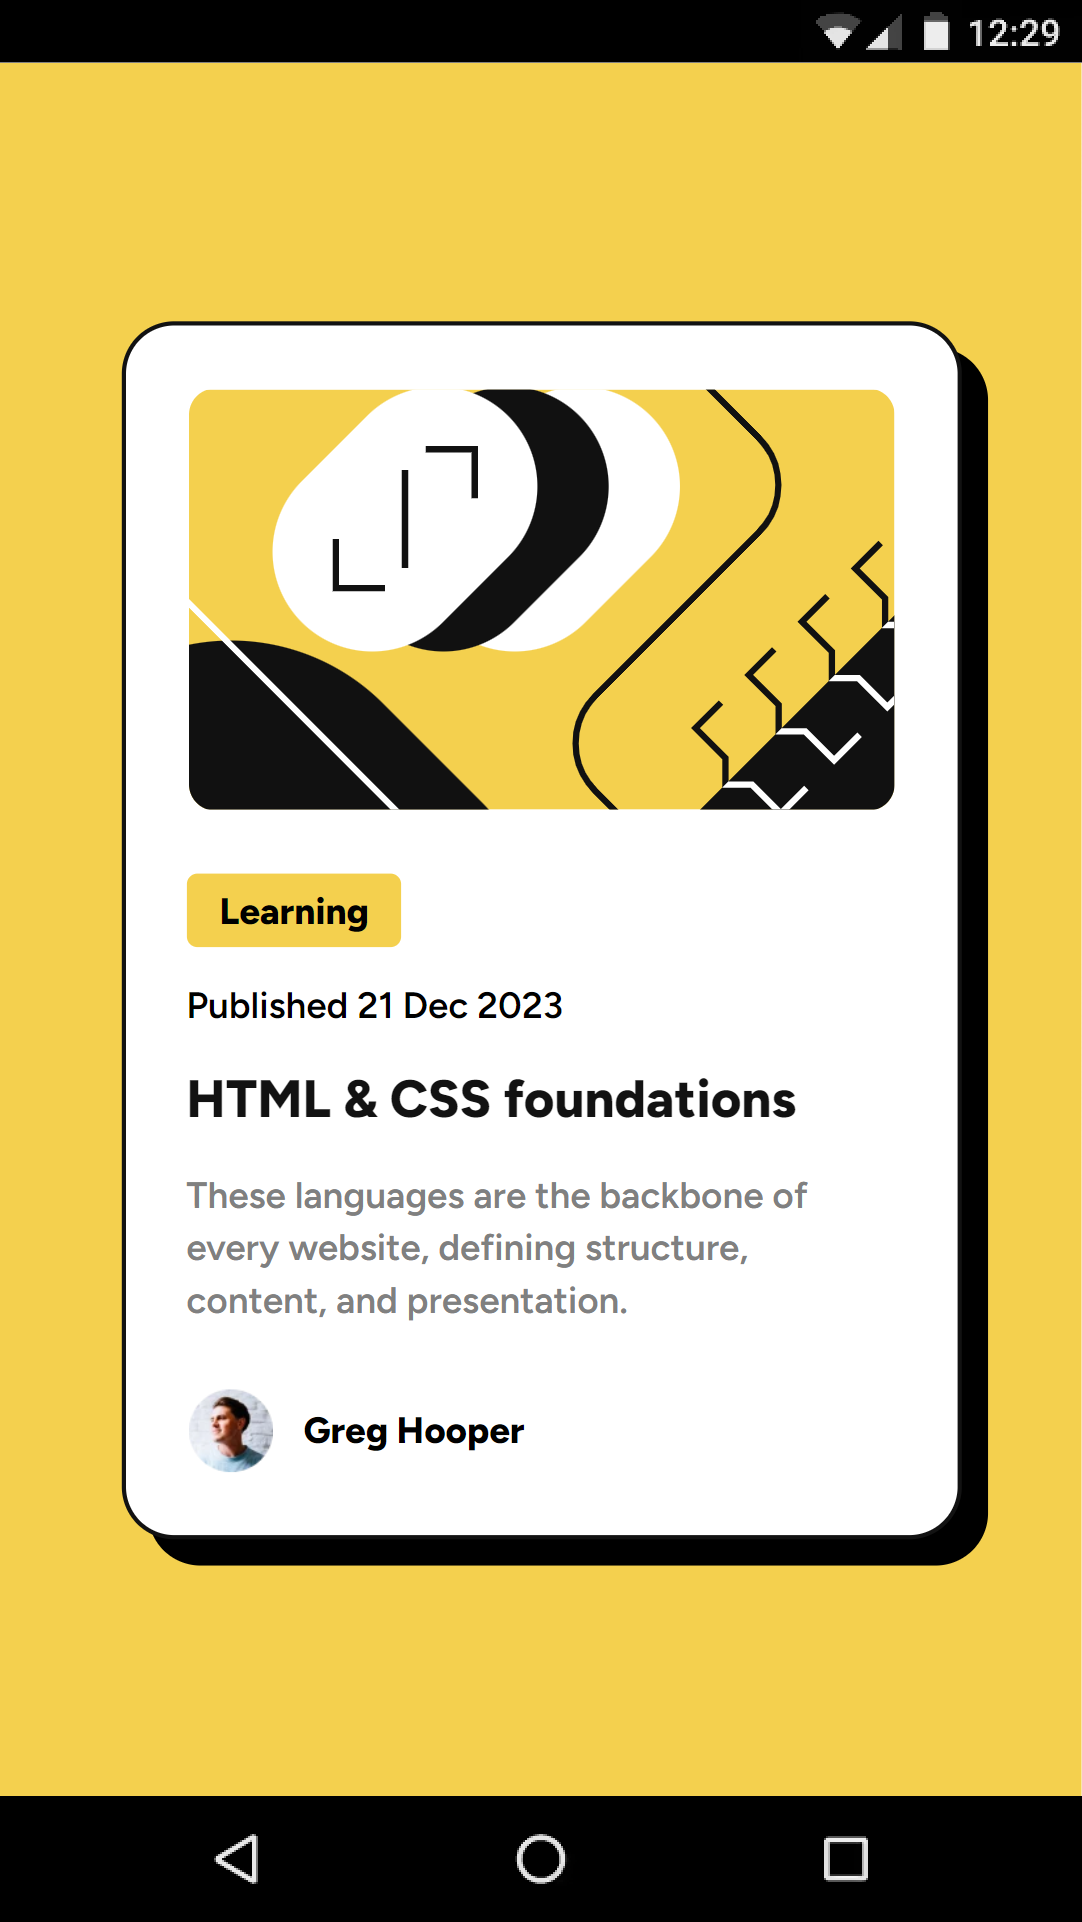 12:29
Learning
Published 21 Dec 2023
HTML & CSS foundations
These languages are the backbone of
every website, defining structure,
content, and presentation.
Greg Hooper